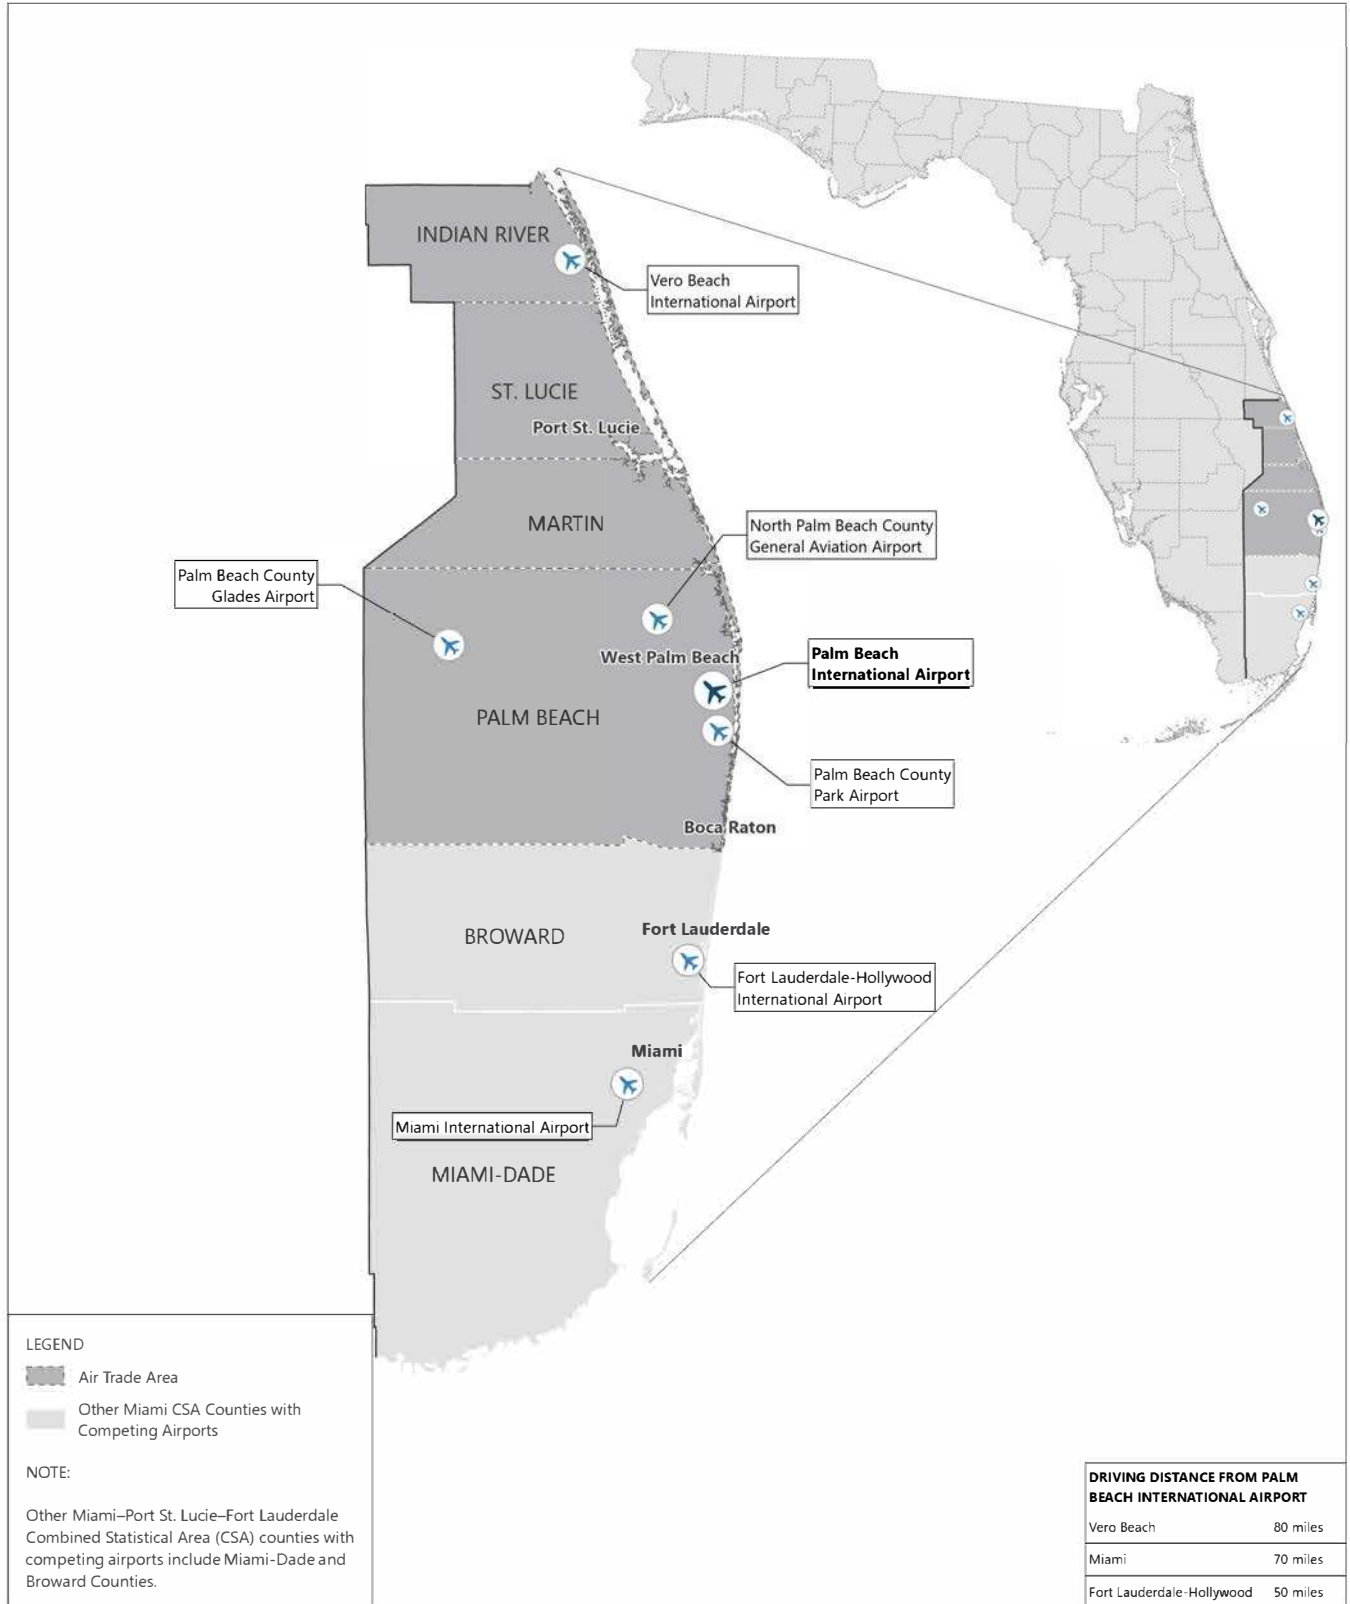 INDIAN RIVER
Vero Beach
International Airport
ST. LUCIE
Port St. Lucie
MARTIN
North Palm Beach County
General Aviation Airport
Palm Beach County
Glades Airport
West Palm Beach
Palm Beach
International Airport
PALM BEACH
Palm Beach County
Park Airport
Boca Raton
BROWARD
Fort Lauderdale
Fort Lauderdale-Hollywood
International Airport
Miami
Miami International Airport
MIAMI-DADE
LEGEND
Air Trade Area
Other Miami CSA Counties with
Competing Airports
NOTE:
Other Miami–Port St. Lucie–Fort Lauderdale
Combined Statistical Area (CSA) counties with
competing airports include Miami-Dade and
Broward Counties.
DRIVING DISTANCE FROM PALM
BEACH INTERNATIONAL AIRPORT
Vero Beach 80 miles
Miami 70 miles
Fort Lauderdale-Hollywood 50 miles